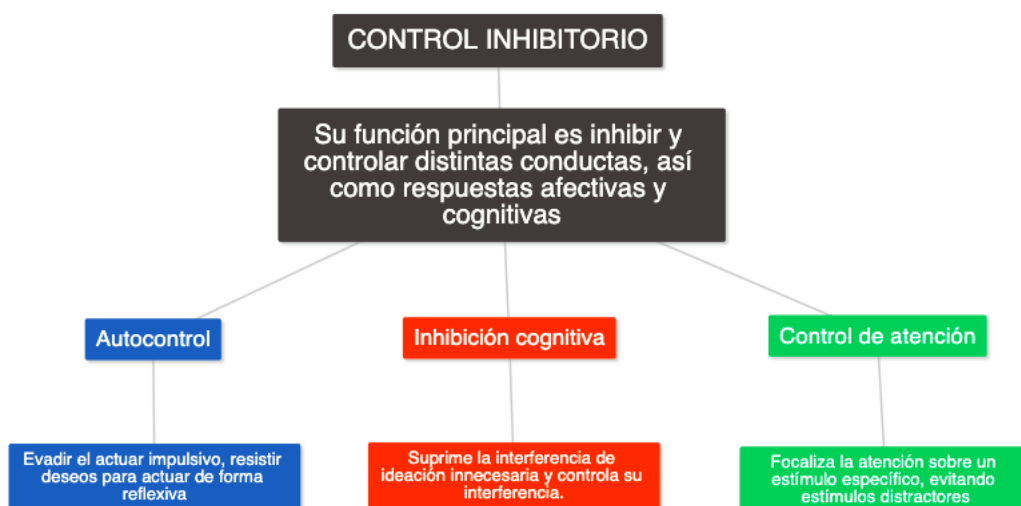 CONTROL INHIBITORIO
Su función principal es inhibir y
controlar distintas conductas, así
como respuestas afectivas y
cognitivas
Autocontrol
Inhibición cognitiva
Control de atención
Evadir el actuar impulsivo, resistir
deseos para actuar de forma
reflexiva
Suprime la interferencia de
ideación innecesaria y controla su
interferencia.
Focaliza la atención sobre un
estímulo específico, evitando
estímulos distractores